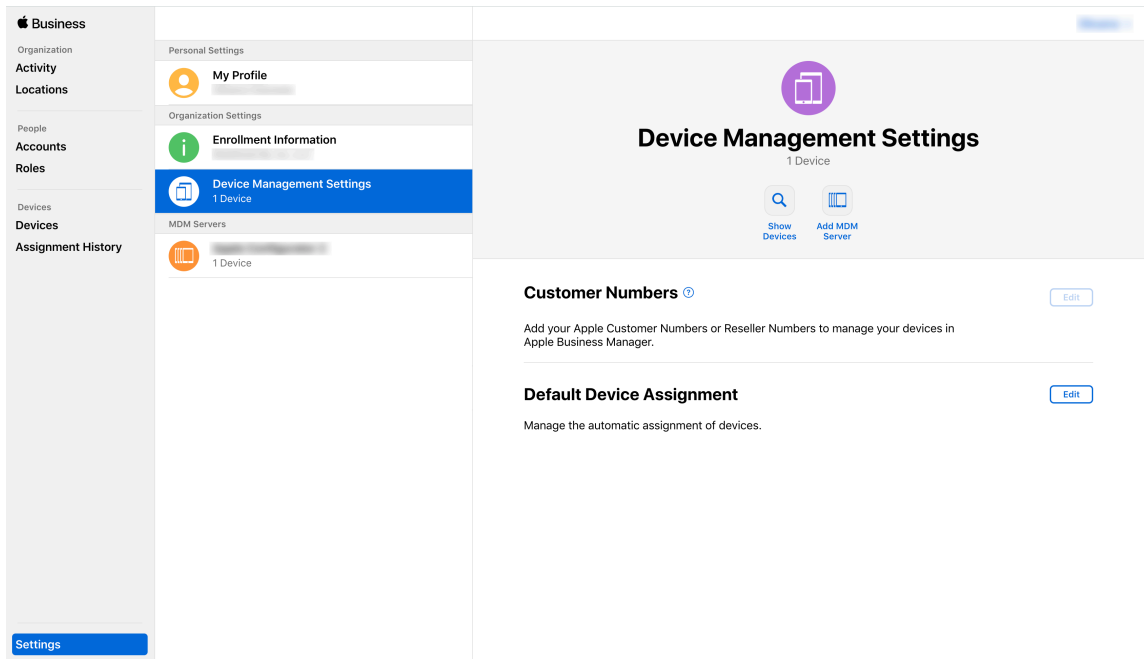 Business
Organization
Activity
Locations
People
Accounts
Roles
Devices
Devices
Assignment History
Settings
Personal Settings
My Profile
Organization Settings
Enrollment Information
Device Management Settings
1 Device
MDM Servers
1 Device
Device Management Settings
1 Device
Show
Devices
Add MDM
Server
Customer Numbers
Edit
Add your Apple Customer Numbers or Reseller Numbers to manage your devices in
Apple Business Manager.
Default Device Assignment
Edit
Manage the automatic assignment of devices.